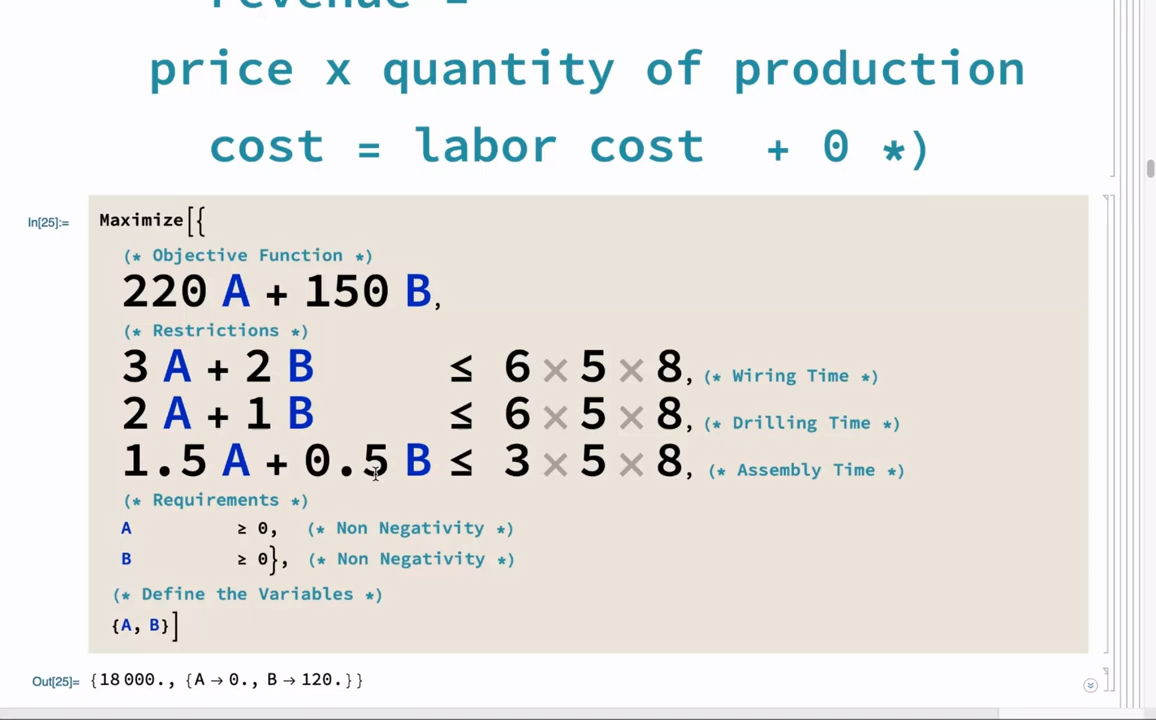 revenue =
price x quantity of production
cost = labor cost + 0 *)
In[25]:= Maximize[{
(* Objective Function *)
220 A + 150 B,
(* Restrictions *)
3 A + 2 B ≤ 6 × 5 × 8, (* Wiring Time *)
2 A + 1 B ≤ 6 × 5 × 8, (* Drilling Time *)
1.5 A + 0.5 B ≤ 3 × 5 × 8, (* Assembly Time *)
(* Requirements *)
A ≥ 0, (* Non Negativity *)
B ≥ 0}, (* Non Negativity *)
(* Define the Variables *)
{A, B}]
Out[25]= {18 000., {A → 0., B → 120.}}